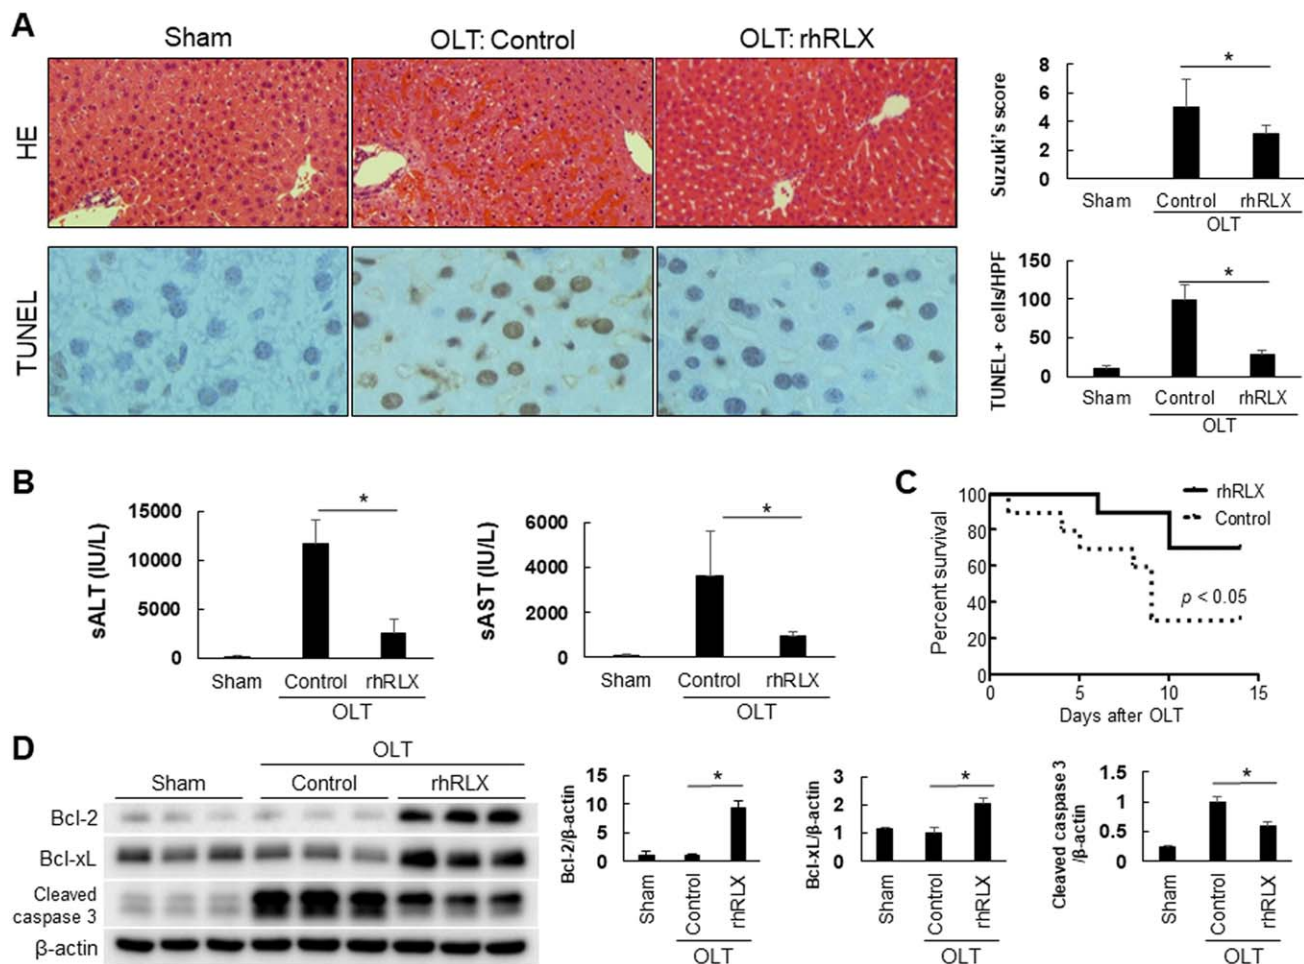 A
Sham
OLT: Control
OLT: rhRLX
HE
TUNEL
Suzuki's score
8
6
4
2
0
*
Sham
Control
rhRLX
OLT
TUNEL+ cells/HPF
150
100
50
0
*
Sham
Control
rhRLX
OLT
B
sALT (IU/L)
15000
10000
5000
0
*
Sham
Control
rhRLX
OLT
sAST (IU/L)
6000
4000
2000
0
*
Sham
Control
rhRLX
OLT
C
Percent survival
100
80
60
40
20
0
rhRLX
Control
p < 0.05
0
5
10
15
Days after OLT
D
OLT
Sham
Control
rhRLX
Bcl-2
Bcl-xL
Cleaved
caspase 3
β-actin
Bcl-2/β-actin
15
10
5
0
*
Sham
Control
rhRLX
OLT
Bcl-xL/β-actin
3
2
1
0
*
Sham
Control
rhRLX
OLT
Cleaved caspase 3
/β-actin
1.5
1
0.5
0
*
Sham
Control
rhRLX
OLT